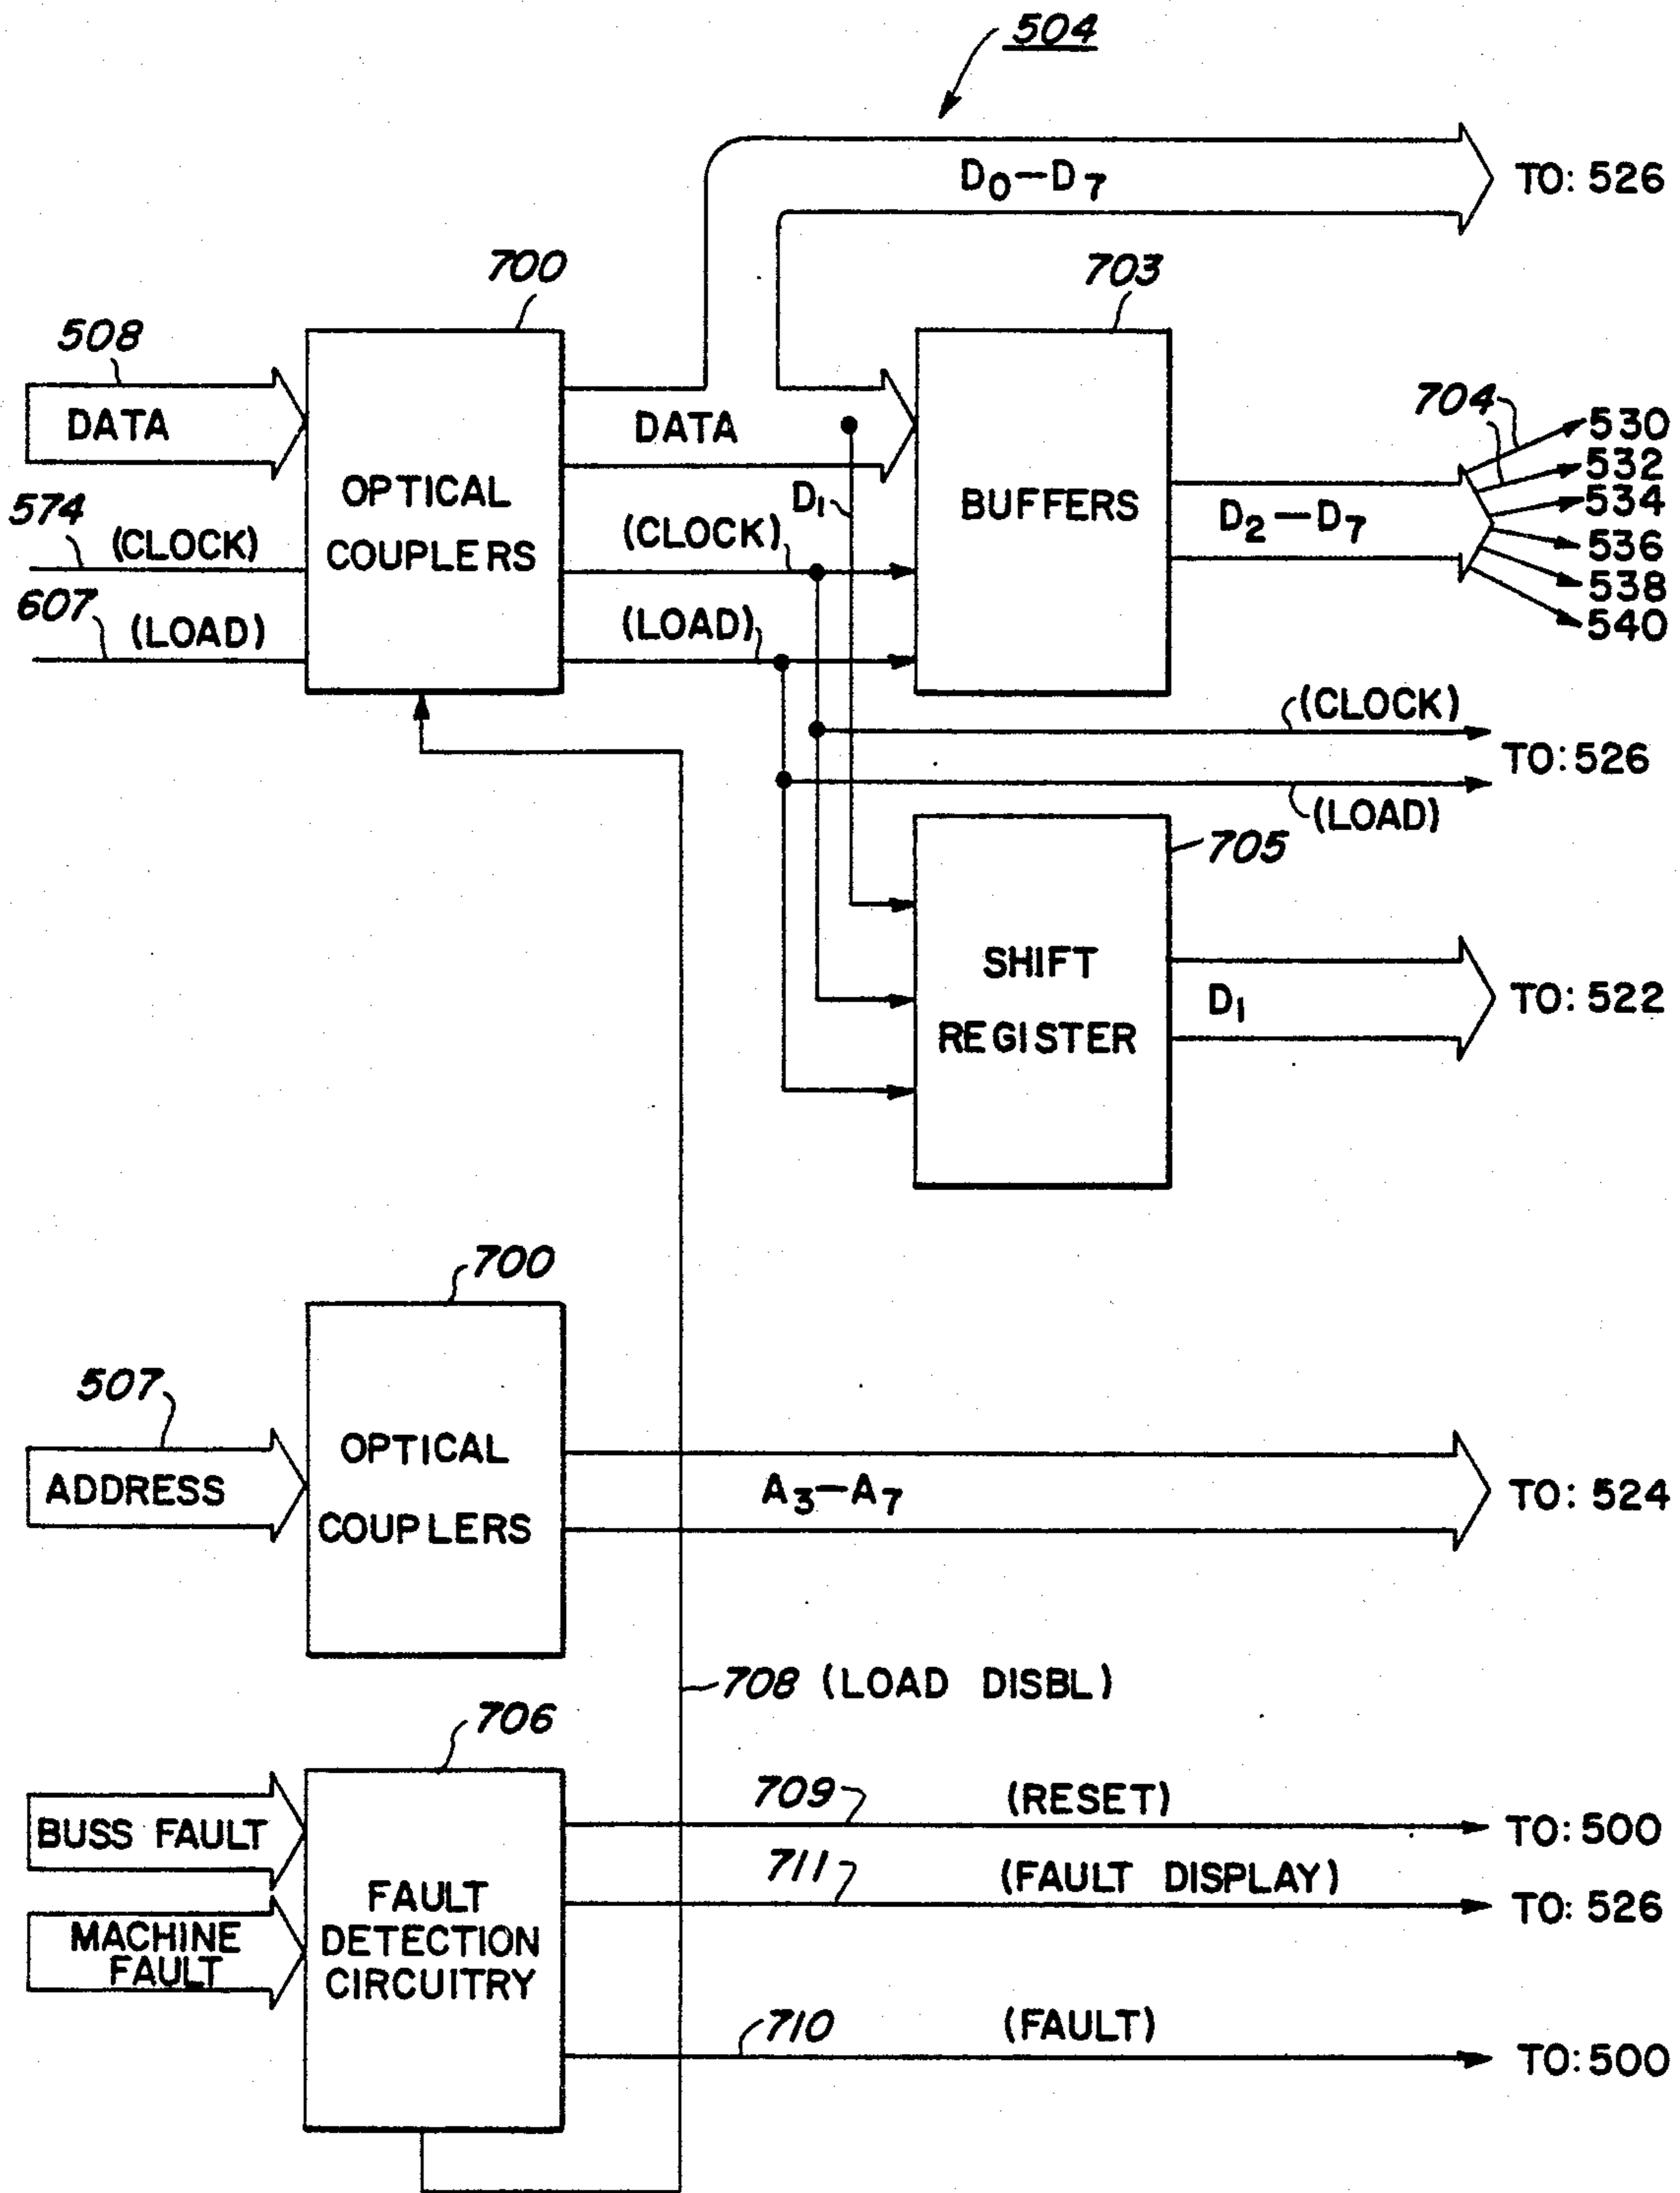 504
D0–D7
TO: 526
700
703
508
DATA
DATA
704
530
532
534
536
538
540
574
(CLOCK)
OPTICAL
COUPLERS
D1
(CLOCK)
BUFFERS
D2–D7
607
(LOAD)
(LOAD)
(CLOCK)
TO: 526
(LOAD)
705
SHIFT
REGISTER
D1
TO: 522
700
507
ADDRESS
OPTICAL
COUPLERS
A3–A7
TO: 524
708 (LOAD DISBL)
706
BUSS FAULT
MACHINE
FAULT
FAULT
DETECTION
CIRCUITRY
709
(RESET)
TO: 500
711
(FAULT DISPLAY)
TO: 526
710
(FAULT)
TO: 500